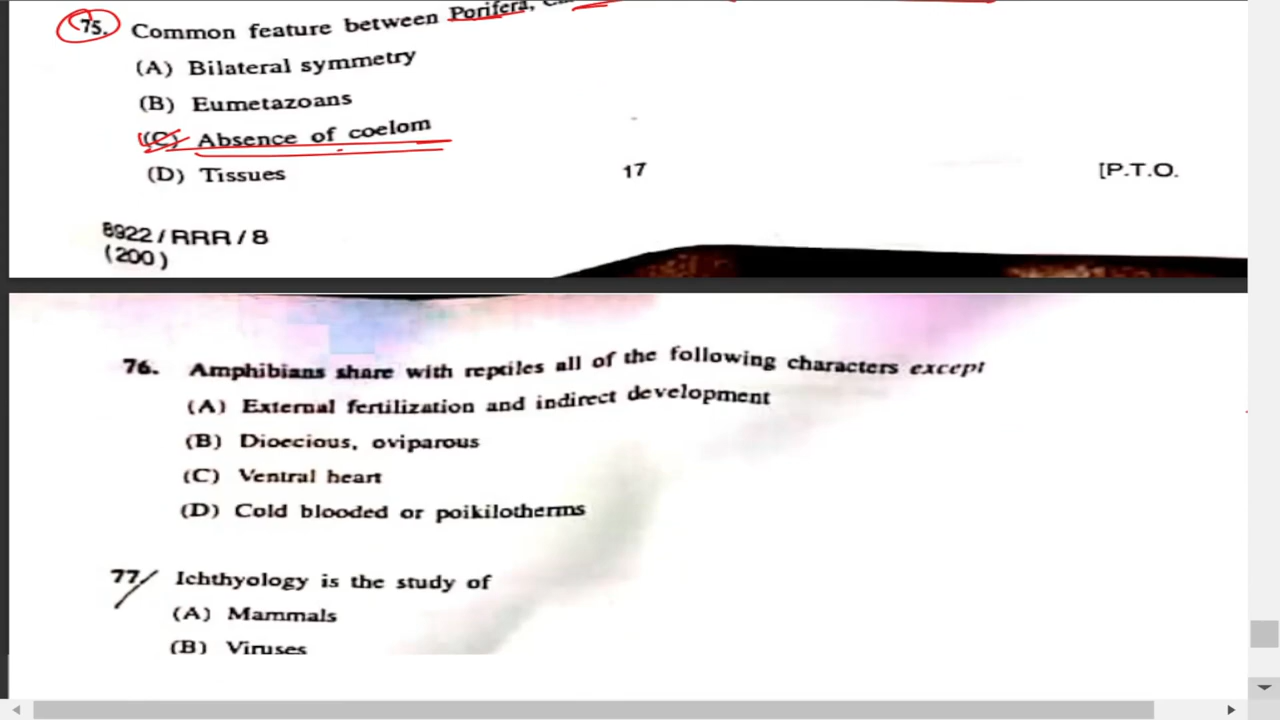 75. Common feature between Porifera,
(A) Bilateral symmetry
(B) Eumetazoans
(C) Absence of coelom
(D) Tissues
17
[P.T.O.
8922/RRR/8
(200)
76. Amphibians share with reptiles all of the following characters except
(A) External fertilization and indirect development
(B) Dioecious, oviparous
(C) Ventral heart
(D) Cold blooded or poikilotherms
77 Ichthyology is the study of
(A) Mammals
(B) Viruses